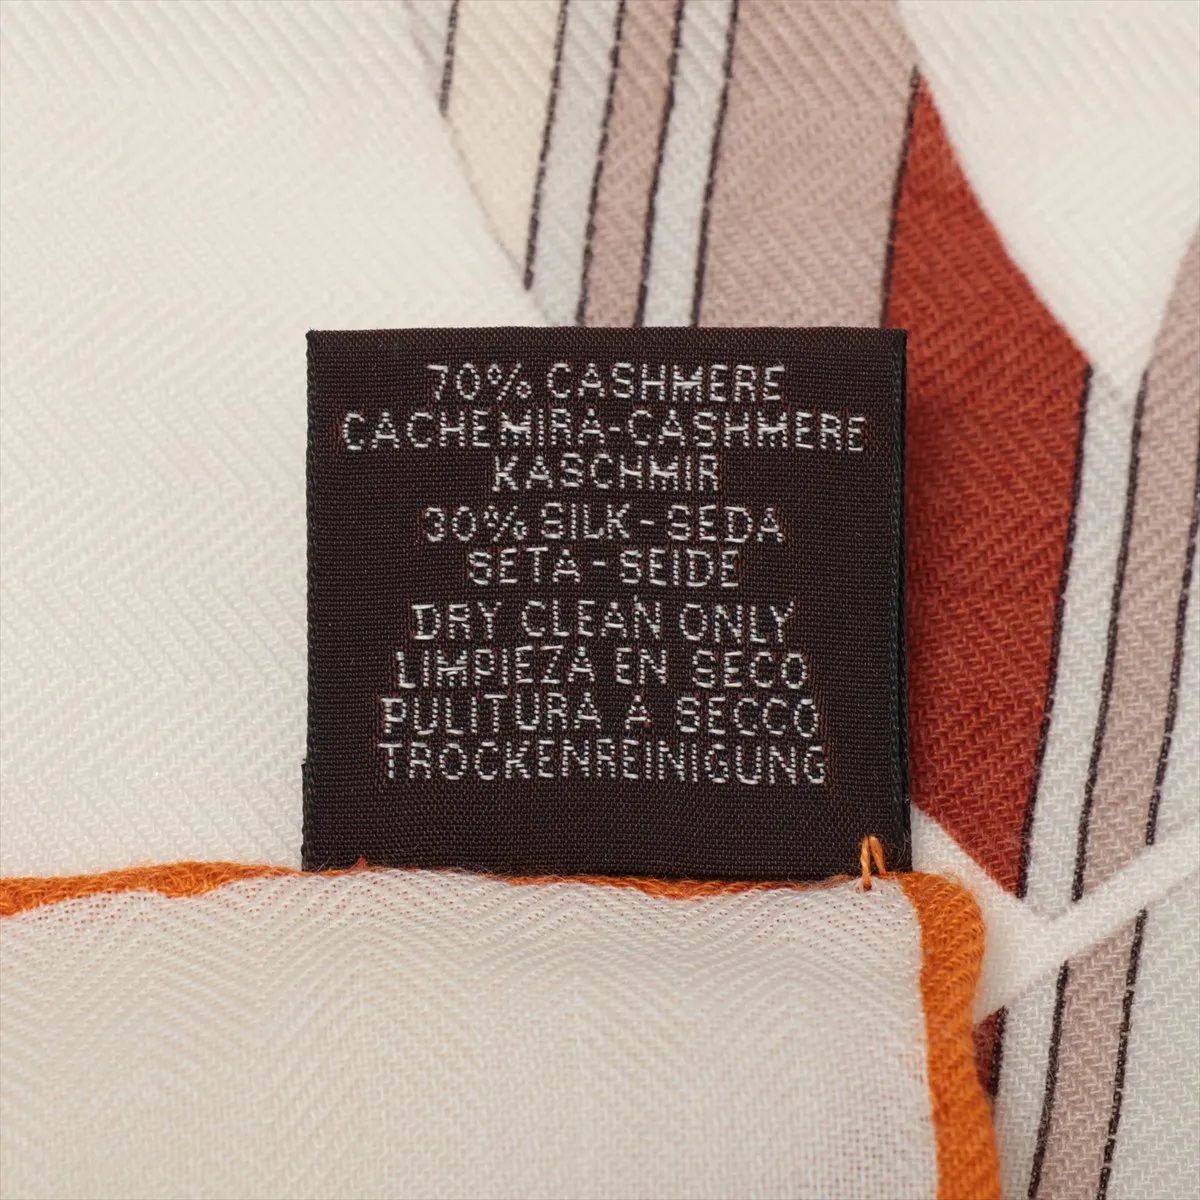 70% CASHMERE
CACHEMIRA-CASHMERE
KASCHMIR
30% SILK-SEDA
SETA-SEIDE
DRY CLEAN ONLY
LIMPIEZA EN SECO
PULITURA A SECCO
TROCKENREINIGUNG